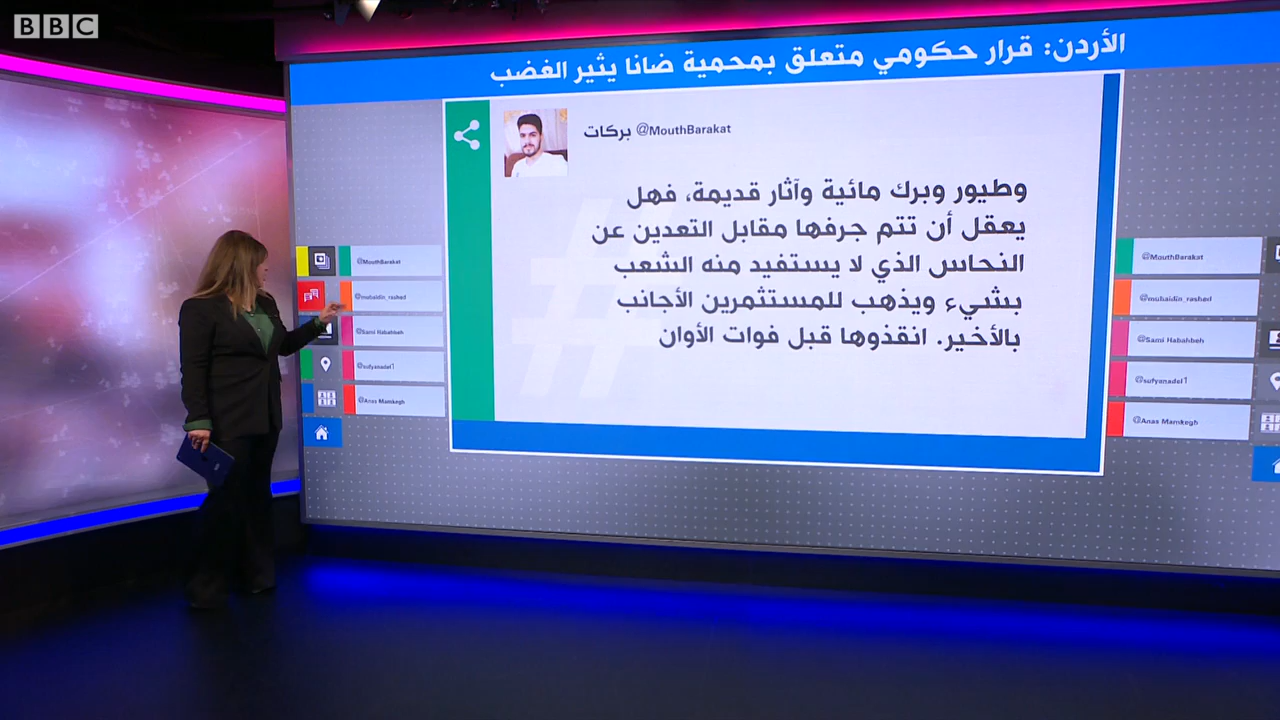 BBC
الأردن: قرار حكومي متعلق بمحمية ضانا يثير الغضب
بركات @MouthBarakat
وطيور وبرك مائية وآثار قديمة، فهل
يعقل أن تتم جرفها مقابل التعدين عن
النحاس الذي لا يستفيد منه الشعب
بشيء ويذهب للمستثمرين الأجانب
بالأخير. انقذوها قبل فوات الأوان
@MouthBarakat
@muhaidin_rashed
@Sami Hababbeh
@sufyanadel1
@Anas Mamkegh
@MouthBarakat
@muhaidin_rashed
@Sami Hababbeh
@sufyanadel1
@Anas Mamkegh